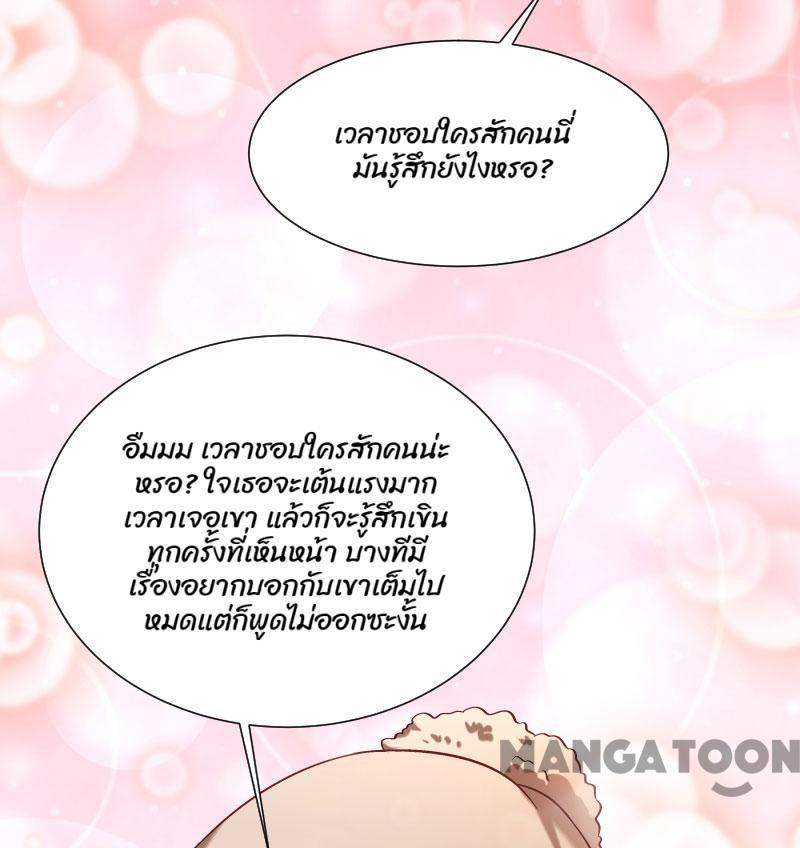 เวลาชอบใครสักคนนี่
มันรู้สึกยังไงหรอ?
อืมมม เวลาชอบใครสักคนน่ะ
หรอ? ใจเธอจะเต้นแรงมาก
เวลาเจอเขา แล้วก็จะรู้สึกเขิน
ทุกครั้งที่เห็นหน้า บางทีมี
เรื่องอยากบอกกับเขาเต็มไป
หมดแต่ก็พูดไม่ออกซะงั้น
MANGATOON